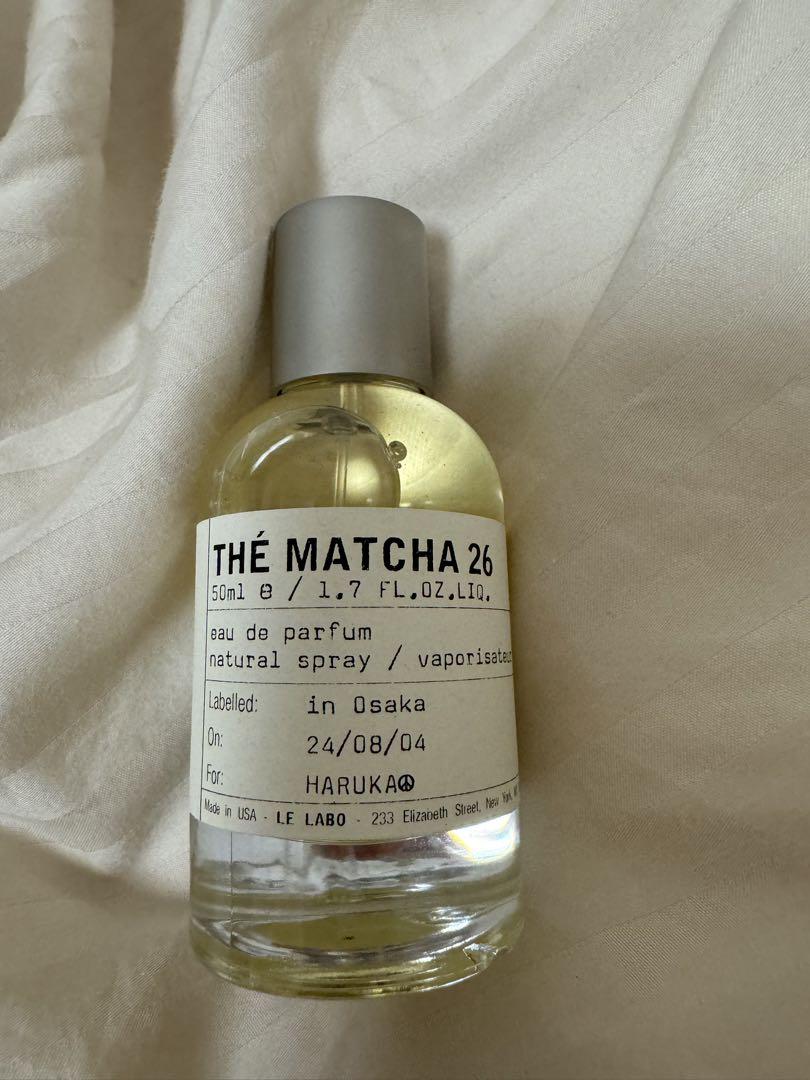 THÉ MATCHA 26
50ml e / 1.7 FL.OZ.LIQ.
eau de parfum
natural spray /
Labelled: in Osaka
On: 24/08/04
For: HARUKA☮
Made in USA - LE LABO - 233 Elizabeth Street, New York,